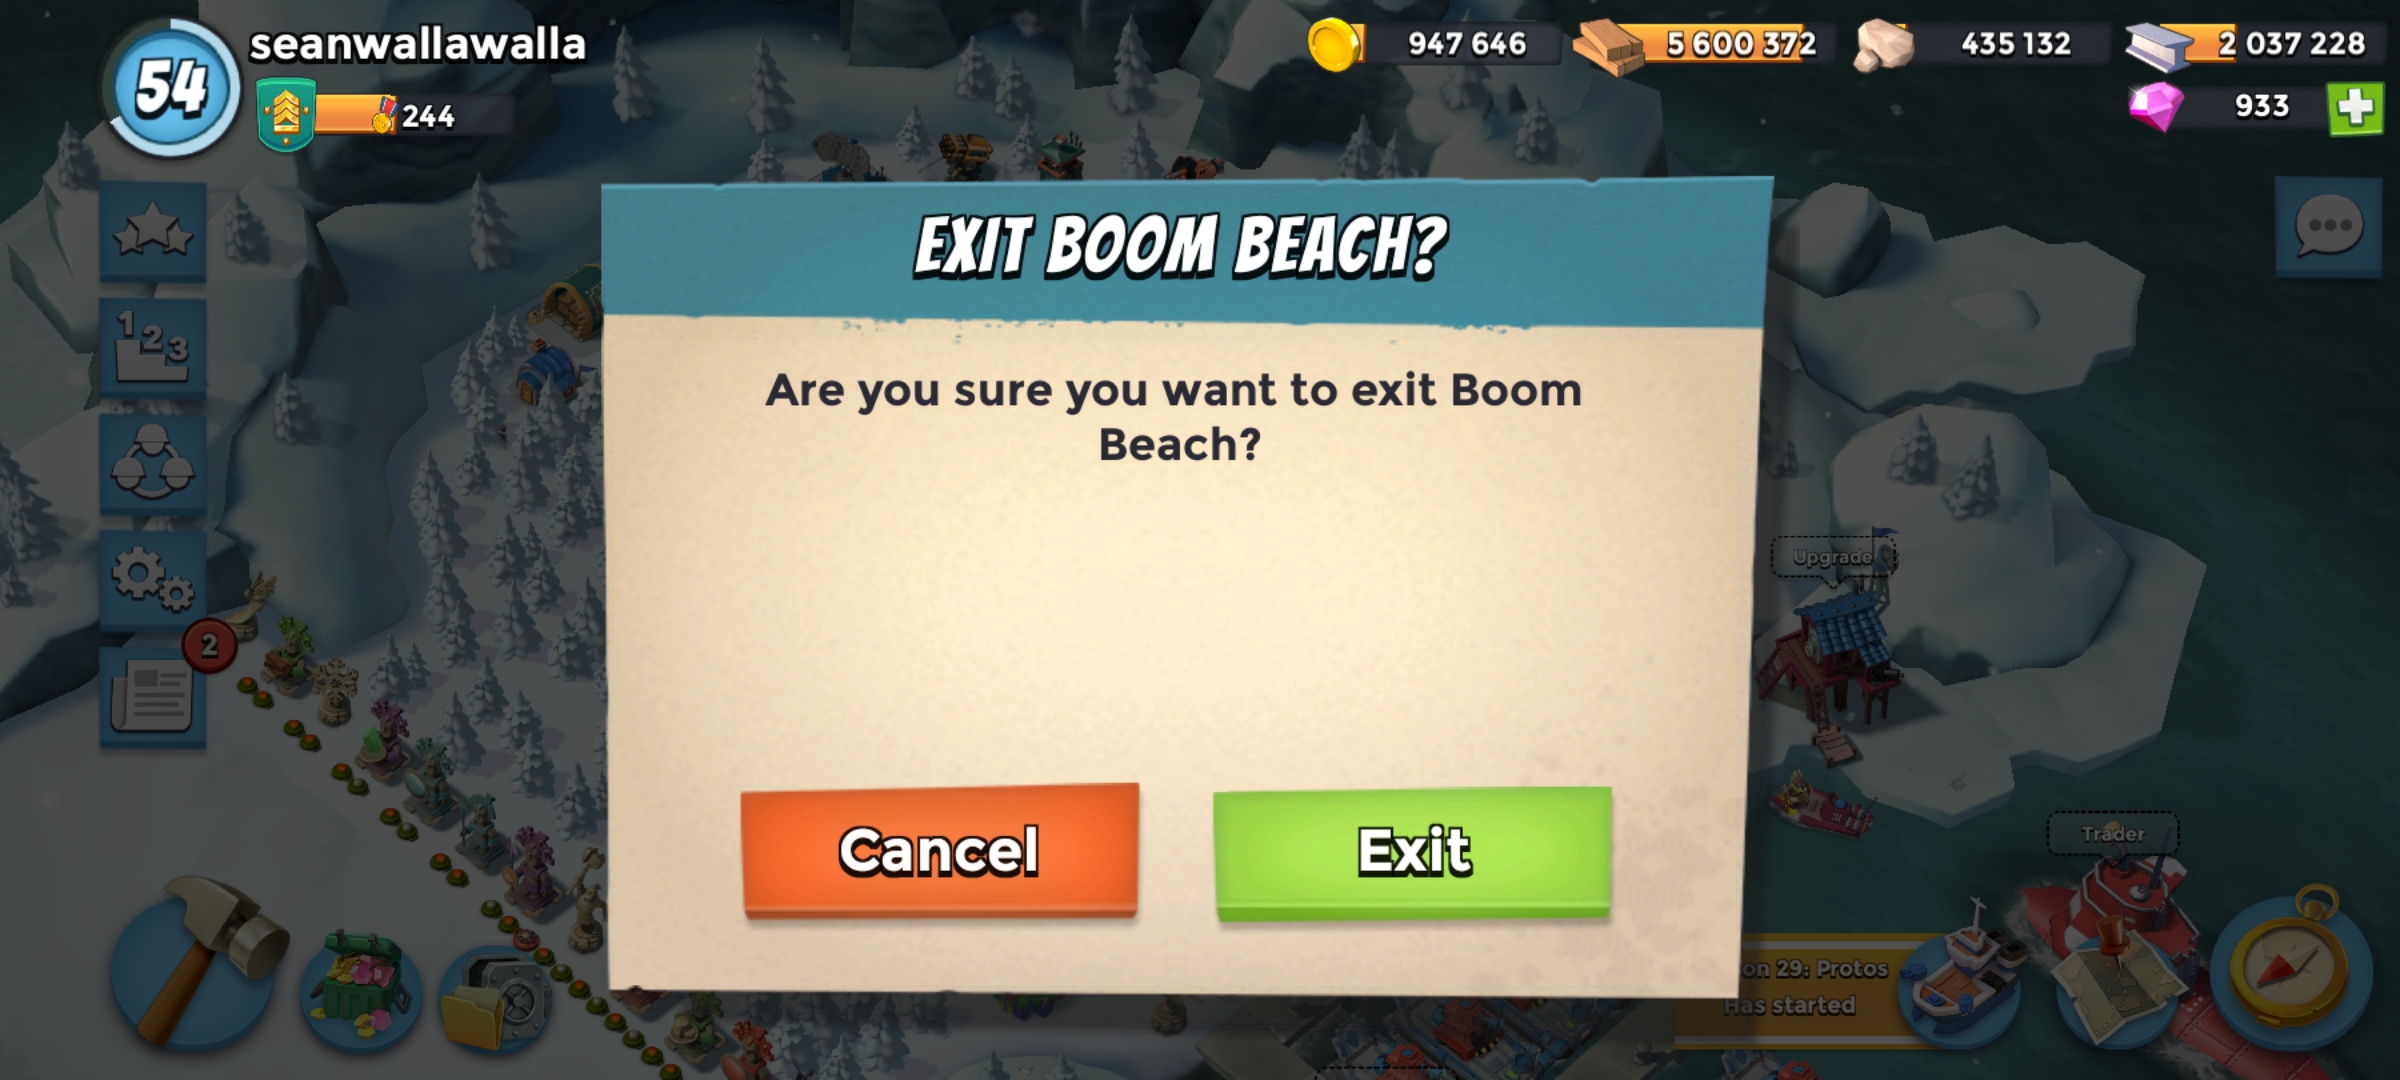 54
seanwallawalla
244
947 646
5 600 372
435 132
2 037 228
933
1 2 3
2
EXIT BOOM BEACH?
Are you sure you want to exit Boom
Beach?
Cancel
Exit
Upgrade
Trader
on 29: Protos
Has started